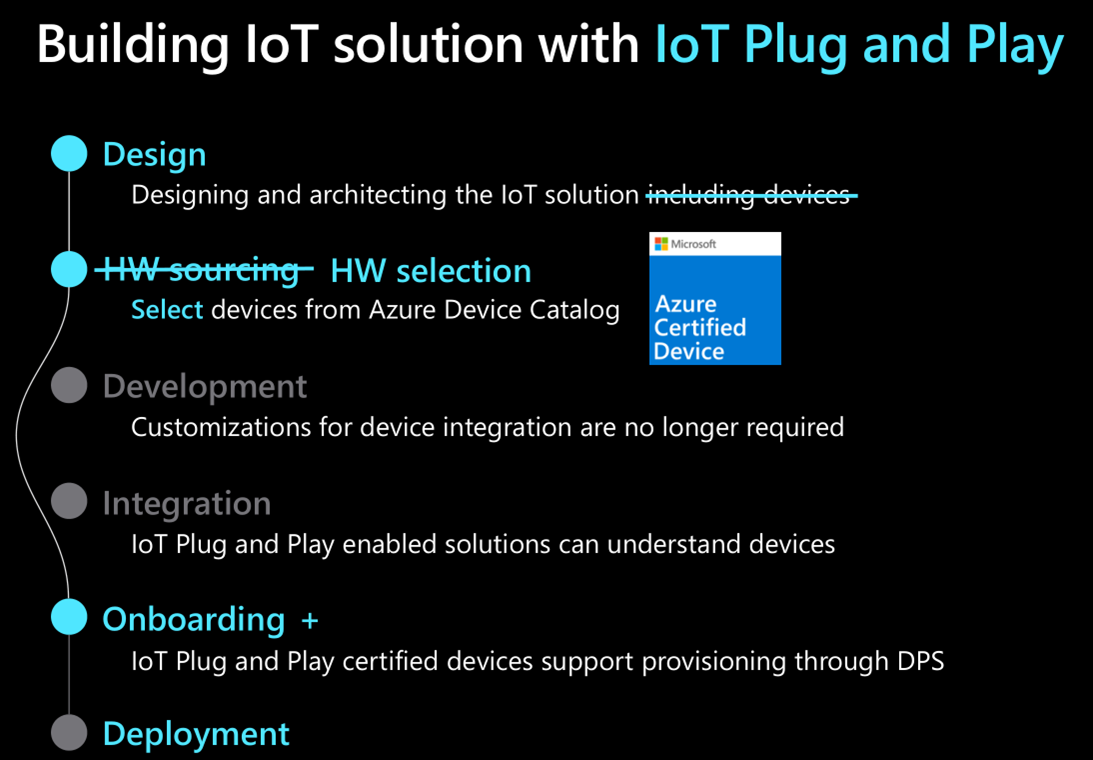 Building IoT solution with IoT Plug and Play
Design
Designing and architecting the IoT solution including devices
HW sourcing HW selection
Select devices from Azure Device Catalog
Microsoft
Azure
Certified
Device
Development
Customizations for device integration are no longer required
Integration
IoT Plug and Play enabled solutions can understand devices
Onboarding +
IoT Plug and Play certified devices support provisioning through DPS
Deployment